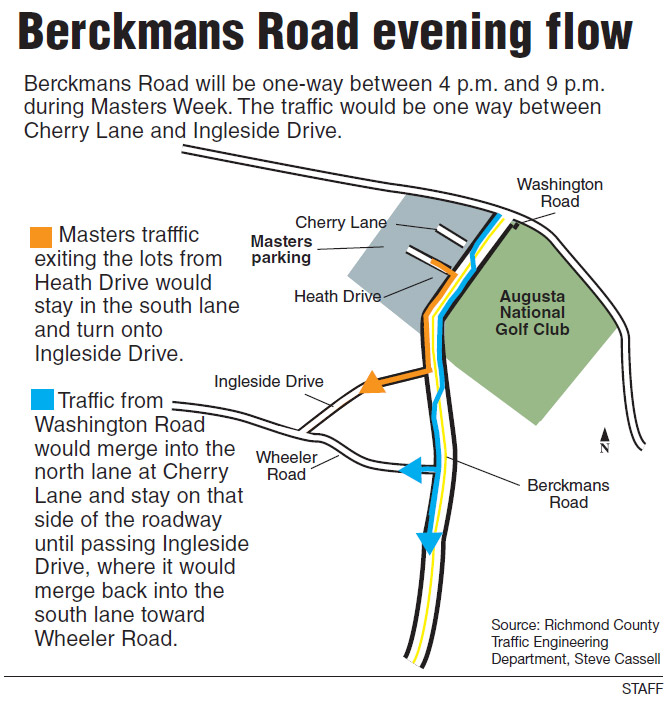 Berckmans Road evening flow
Berckmans Road will be one-way between 4 p.m. and 9 p.m.
during Masters Week. The traffic would be one way between
Cherry Lane and Ingleside Drive.
Washington
Road
Cherry Lane
Masters
parking
Heath Drive
Augusta
National
Golf Club
Masters trafffic
exiting the lots from
Heath Drive would
stay in the south lane
and turn onto
Ingleside Drive.
Ingleside Drive
Traffic from
Washington Road
would merge into the
north lane at Cherry
Lane and stay on that
side of the roadway
until passing Ingleside
Drive, where it would
merge back into the
south lane toward
Wheeler Road.
Wheeler
Road
N
Berckmans
Road
Source: Richmond County
Traffic Engineering
Department, Steve Cassell
STAFF